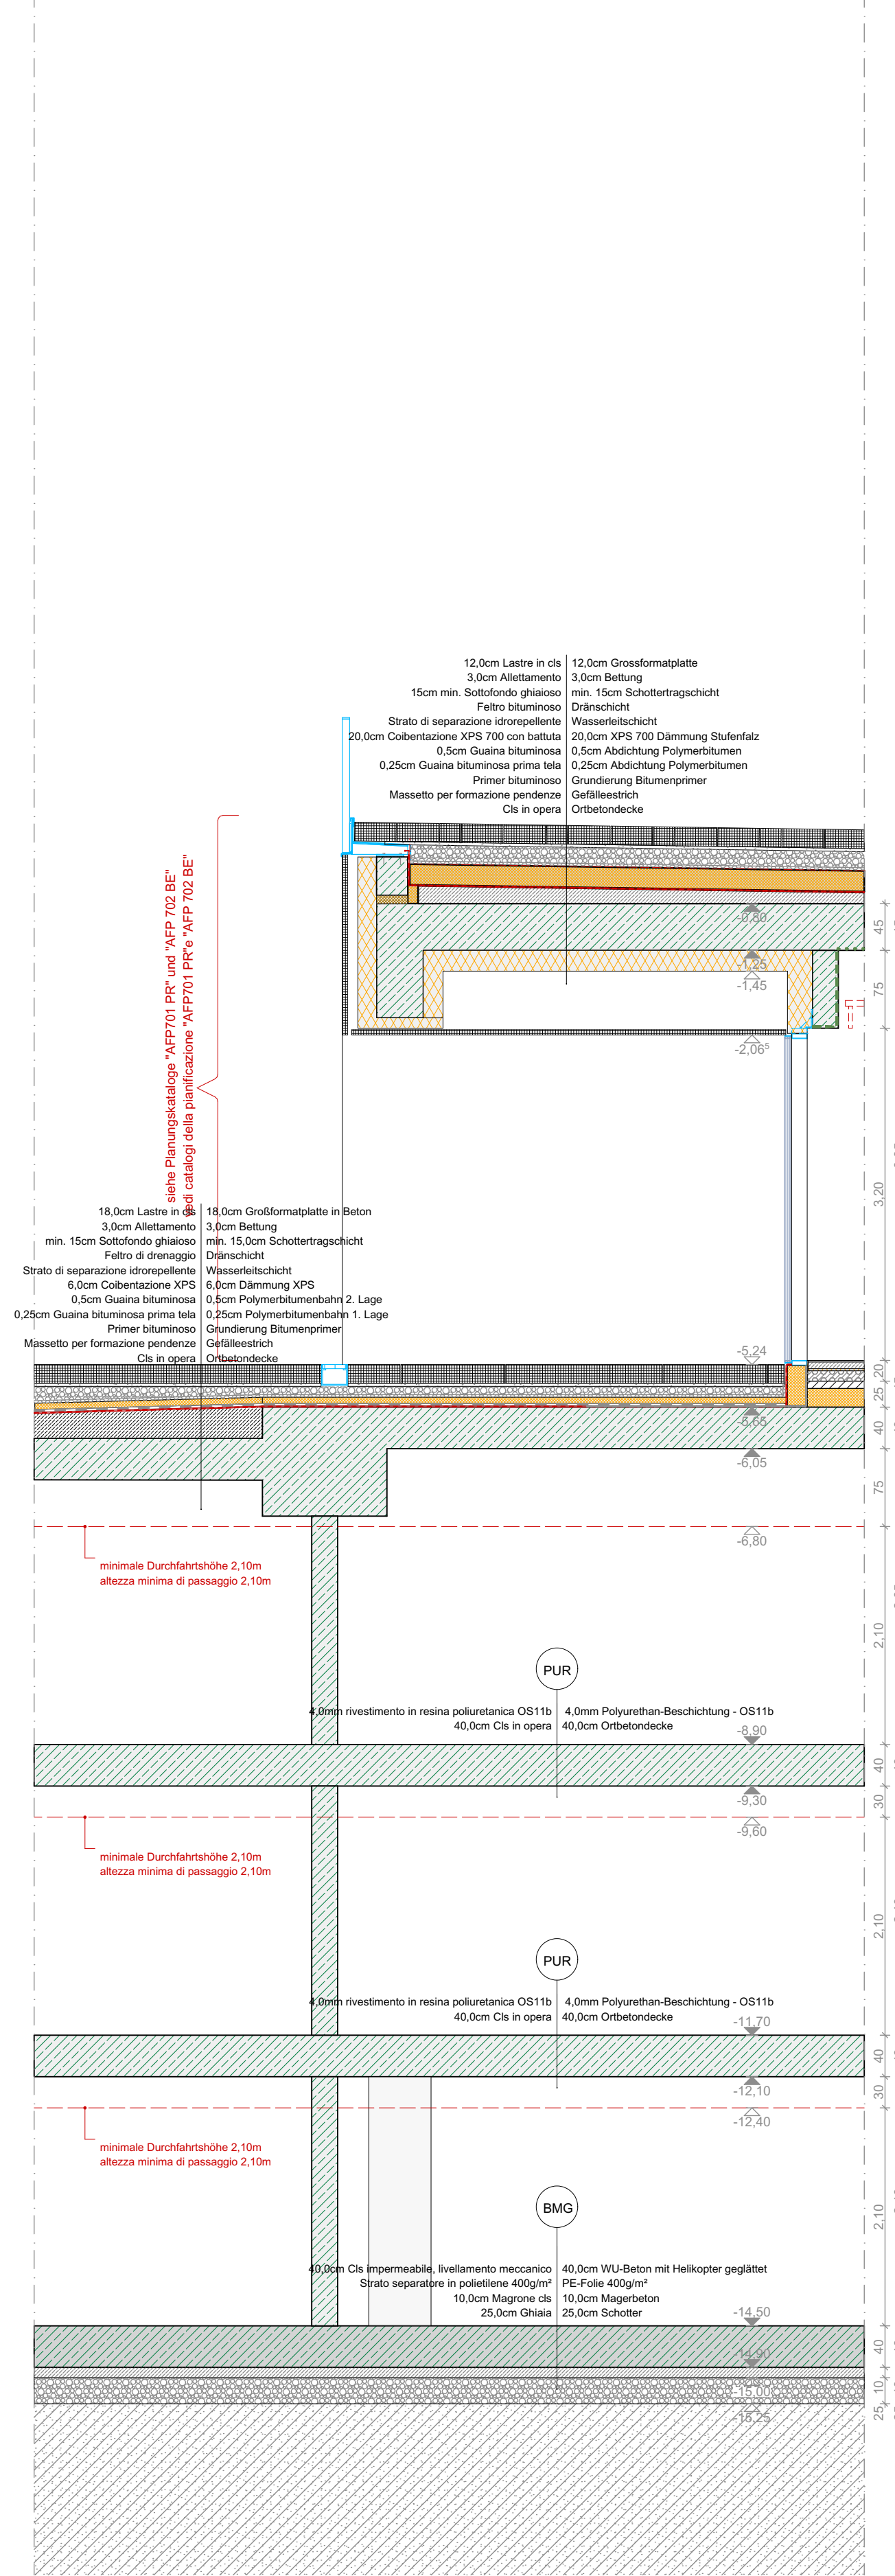 12,0cm Lastre in cls 12,0cm Grossformatplatte
3,0cm Allettamento 3,0cm Bettung
15cm min. Sottofondo ghiaioso min. 15cm Schottertragschicht
Feltro bituminoso Dränschicht
Strato di separazione idrorepellente Wasserleitschicht
20,0cm Coibentazione XPS 700 con battuta 20,0cm XPS 700 Dämmung Stufenfalz
0,5cm Guaina bituminosa 0,5cm Abdichtung Polymerbitumen
0,25cm Guaina bituminosa prima tela 0,25cm Abdichtung Polymerbitumen
Primer bituminoso Grundierung Bitumenprimer
Massetto per formazione pendenze Gefälleestrich
Cls in opera Ortbetondecke
siehe Planungskataloge "AFP701 PR" und "AFP 702 BE"
vedi catalogi della pianificazione "AFP701 PR"e "AFP 702 BE"
-0,80
45
-1,25
-1,45
75
-2,06⁵
3,20
18,0cm Lastre in cls 18,0cm Großformatplatte in Beton
3,0cm Allettamento 3,0cm Bettung
min. 15cm Sottofondo ghiaioso min. 15,0cm Schottertragschicht
Feltro di drenaggio Dränschicht
Strato di separazione idrorepellente Wasserleitschicht
6,0cm Coibentazione XPS 6,0cm Dämmung XPS
0,5cm Guaina bituminosa 0,5cm Polymerbitumenbahn 2. Lage
0,25cm Guaina bituminosa prima tela 0,25cm Polymerbitumenbahn 1. Lage
Primer bituminoso Grundierung Bitumenprimer
Massetto per formazione pendenze Gefälleestrich
Cls in opera Ortbetondecke
-5,24
20
25
-5,65
40
-6,05
75
-6,80
minimale Durchfahrtshöhe 2,10m
altezza minima di passaggio 2,10m
2,10
PUR
4,0mm rivestimento in resina poliuretanica OS11b 4,0mm Polyurethan-Beschichtung - OS11b
40,0cm Cls in opera 40,0cm Ortbetondecke
-8,90
40
-9,30
30
-9,60
minimale Durchfahrtshöhe 2,10m
altezza minima di passaggio 2,10m
2,10
PUR
4,0mm rivestimento in resina poliuretanica OS11b 4,0mm Polyurethan-Beschichtung - OS11b
40,0cm Cls in opera 40,0cm Ortbetondecke
-11,70
40
-12,10
30
-12,40
minimale Durchfahrtshöhe 2,10m
altezza minima di passaggio 2,10m
2,10
BMG
40,0cm Cls impermeabile, livellamento meccanico 40,0cm WU-Beton mit Helikopter geglättet
Strato separatore in polietilene 400g/m² PE-Folie 400g/m²
10,0cm Magrone cls 10,0cm Magerbeton
25,0cm Ghiaia 25,0cm Schotter
-14,50
40
-14,90
10
-15,00
25
-15,25